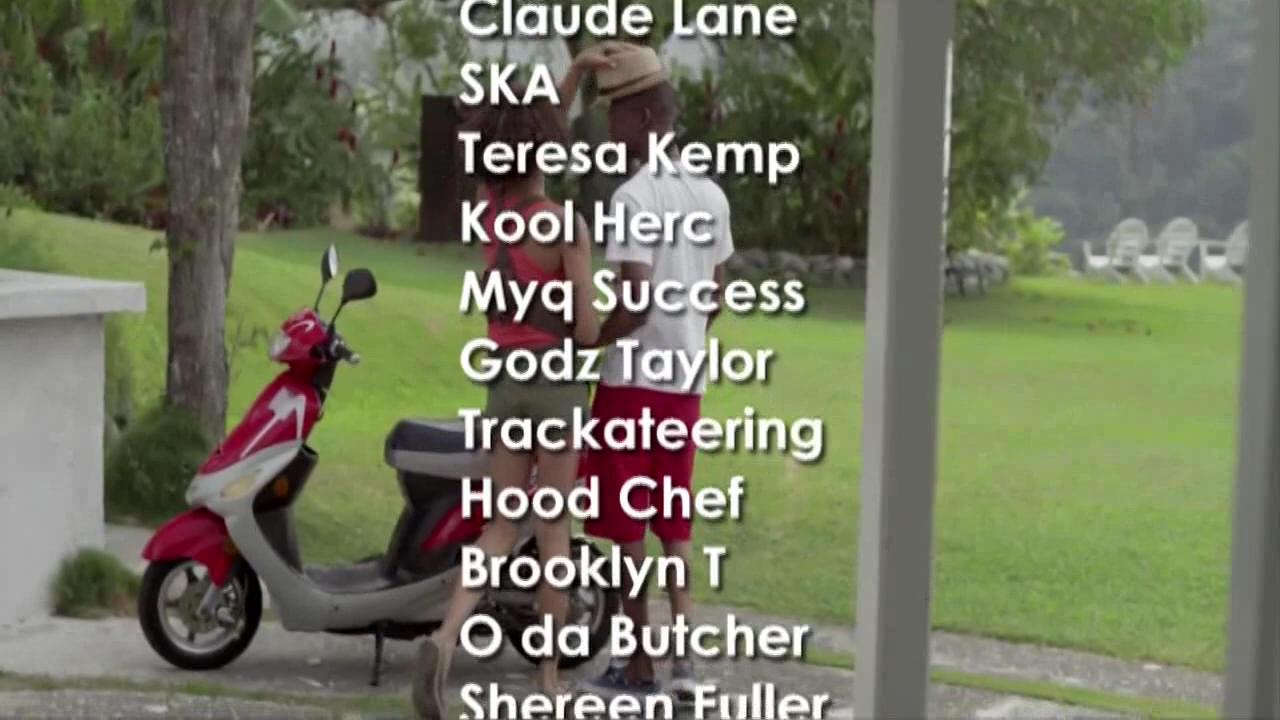 Claude Lane
SKA
Teresa Kemp
Kool Herc
Myq Success
Godz Taylor
Trackateering
Hood Chef
Brooklyn T
O da Butcher
Shereen Fuller